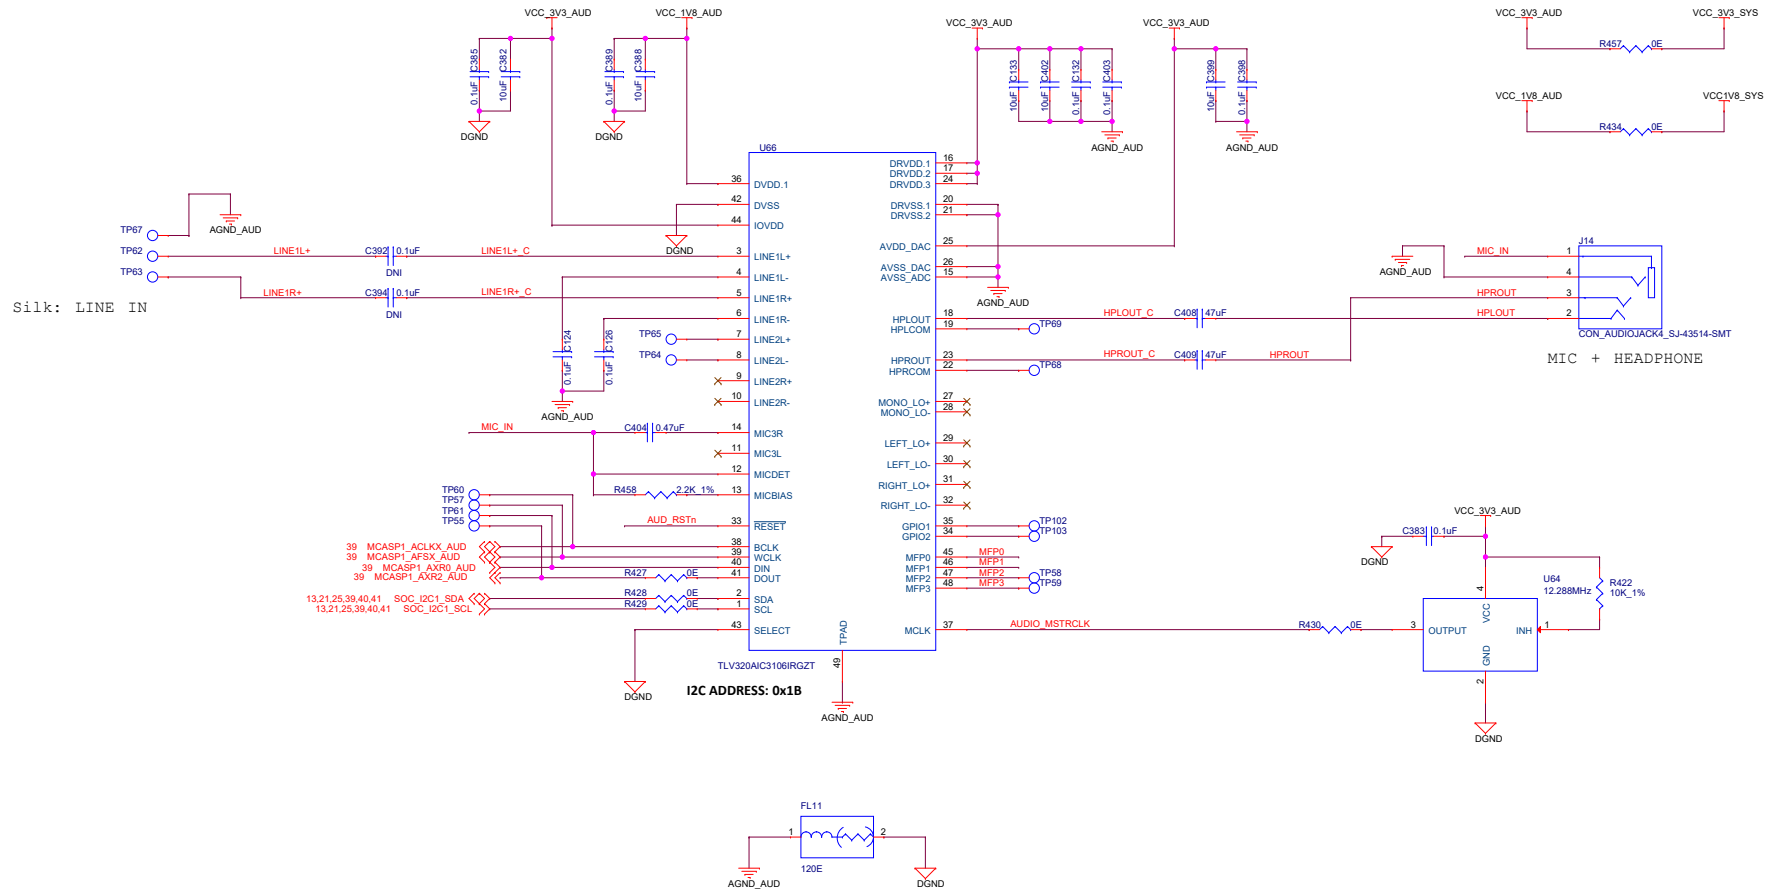 VCC_3V3_AUD
VCC_1V8_AUD
VCC_3V3_AUD
VCC_3V3_AUD
VCC_3V3_AUD
VCC_3V3_SYS
R457
0E
VCC_1V8_AUD
VCC1V8_SYS
R434
0E
C385
0.1uF
C382
10uF
C389
0.1uF
C388
10uF
DGND
DGND
C133
10uF
C402
10uF
C132
0.1uF
C403
0.1uF
C399
10uF
C398
0.1uF
AGND_AUD
AGND_AUD
U66
36 DVDD.1
42 DVSS
44 IOVDD
3 LINE1L+
4 LINE1L-
5 LINE1R+
6 LINE1R-
7 LINE2L+
8 LINE2L-
9 LINE2R+
10 LINE2R-
14 MIC3R
11 MIC3L
12 MICDET
13 MICBIAS
33 RESET
38 BCLK
39 WCLK
40 DIN
41 DOUT
2 SDA
1 SCL
43 SELECT
TPAD
49
DRVDD.1 16
DRVDD.2 17
DRVDD.3 24
DRVSS.1 20
DRVSS.2 21
AVDD_DAC 25
AVSS_DAC 26
AVSS_ADC 15
HPLOUT 18
HPLCOM 19
HPROUT 23
HPRCOM 22
MONO_LO+ 27
MONO_LO- 28
LEFT_LO+ 29
LEFT_LO- 30
RIGHT_LO+ 31
RIGHT_LO- 32
GPIO1 35
GPIO2 34
MFP0 45
MFP1 46
MFP2 47
MFP3 48
MCLK 37
TLV320AIC3106IRGZT
I2C ADDRESS: 0x1B
AGND_AUD
TP67
AGND_AUD
TP62
LINE1L+
C392
0.1uF
DNI
LINE1L+_C
DGND
TP63
LINE1R+
C394
0.1uF
DNI
LINE1R+_C
Silk: LINE IN
C124
0.1uF
C126
0.1uF
TP65
TP64
AGND_AUD
MIC_IN
C404
0.47uF
R458
2.2K_1%
TP60
TP57
TP61
TP55
AUD_RSTn
39 MCASP1_ACLKX_AUD
39 MCASP1_AFSX_AUD
39 MCASP1_AXR0_AUD
39 MCASP1_AXR2_AUD
R427
0E
13,21,25,39,40,41 SOC_I2C1_SDA
R428
0E
13,21,25,39,40,41 SOC_I2C1_SCL
R429
0E
DGND
AGND_AUD
HPLOUT_C
C408
47uF
HPLOUT
TP69
HPROUT_C
C409
47uF
HPROUT
TP68
HPROUT
AGND_AUD
MIC_IN
J14
1
4
3
2
CON_AUDIOJACK4_SJ-43514-SMT
MIC + HEADPHONE
TP102
TP103
MFP0
MFP1
MFP2
TP58
MFP3
TP59
AUDIO_MSTRCLK
R430
0E
VCC_3V3_AUD
C383
0.1uF
DGND
U64
12.288MHz
R422
10K_1%
4
VCC
3 OUTPUT
INH 1
GND
2
DGND
FL11
1
2
120E
AGND_AUD
DGND